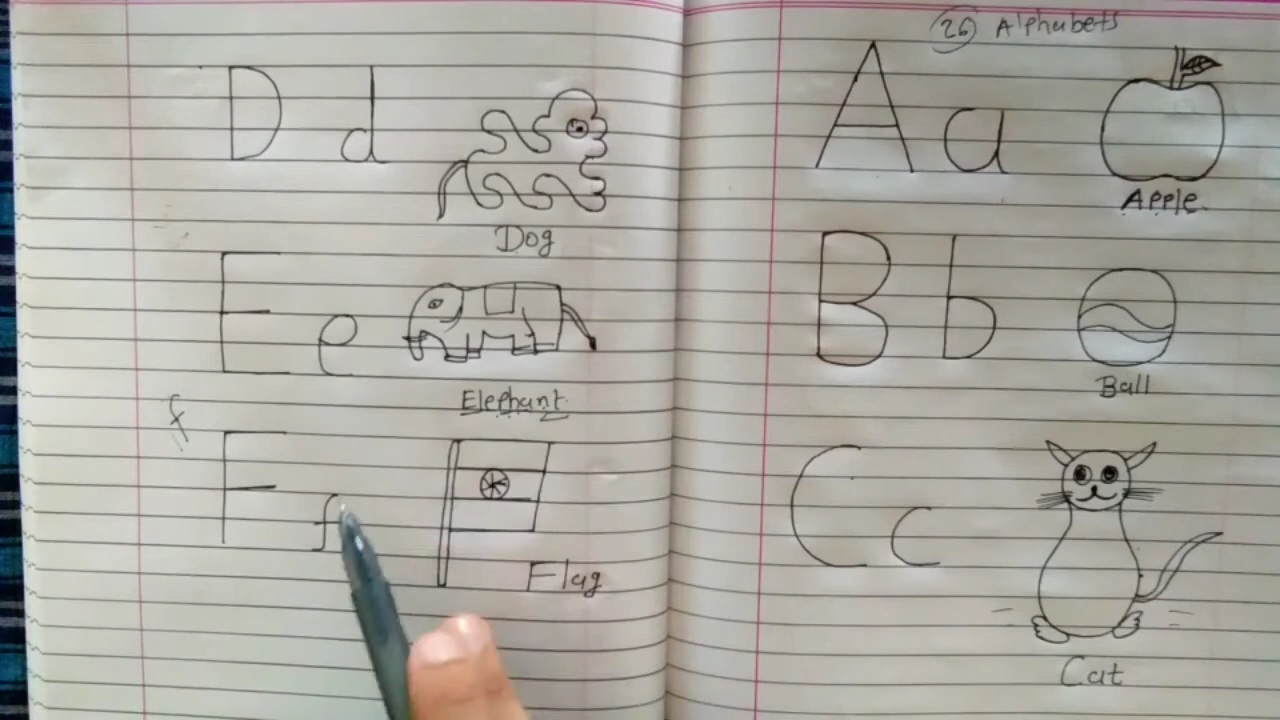 D d
Dog
E e
Elephant
f
F f
Flag
26 Alphabets
A a
Apple
B b
Ball
C c
Cat